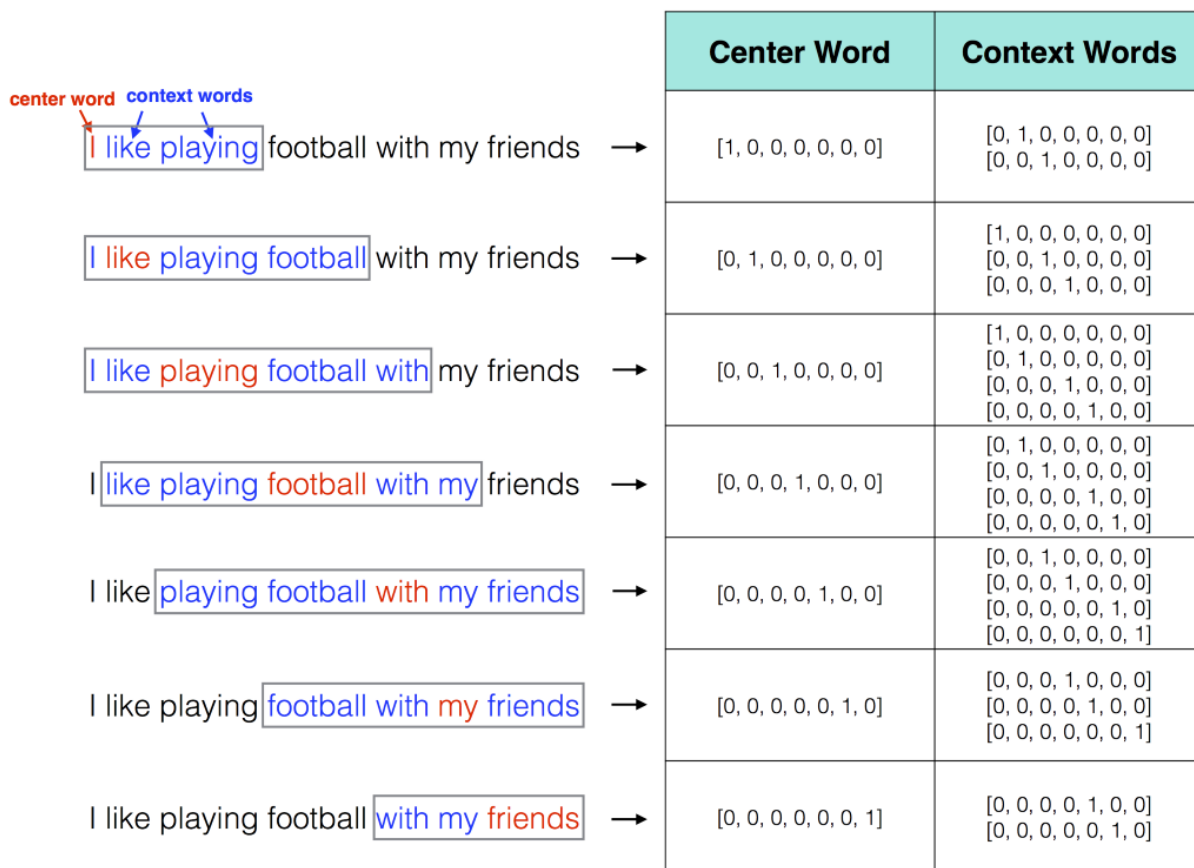 Center Word Context Words
center word context words
I like playing football with my friends
[1, 0, 0, 0, 0, 0, 0]
[0, 1, 0, 0, 0, 0, 0]
[0, 0, 1, 0, 0, 0, 0]
I like playing football with my friends
[0, 1, 0, 0, 0, 0, 0]
[1, 0, 0, 0, 0, 0, 0]
[0, 0, 1, 0, 0, 0, 0]
[0, 0, 0, 1, 0, 0, 0]
I like playing football with my friends
[0, 0, 1, 0, 0, 0, 0]
[1, 0, 0, 0, 0, 0, 0]
[0, 1, 0, 0, 0, 0, 0]
[0, 0, 0, 1, 0, 0, 0]
[0, 0, 0, 0, 1, 0, 0]
I like playing football with my friends
[0, 0, 0, 1, 0, 0, 0]
[0, 1, 0, 0, 0, 0, 0]
[0, 0, 1, 0, 0, 0, 0]
[0, 0, 0, 0, 1, 0, 0]
[0, 0, 0, 0, 0, 1, 0]
I like playing football with my friends
[0, 0, 0, 0, 1, 0, 0]
[0, 0, 1, 0, 0, 0, 0]
[0, 0, 0, 1, 0, 0, 0]
[0, 0, 0, 0, 0, 1, 0]
[0, 0, 0, 0, 0, 0, 1]
I like playing football with my friends
[0, 0, 0, 0, 0, 1, 0]
[0, 0, 0, 1, 0, 0, 0]
[0, 0, 0, 0, 1, 0, 0]
[0, 0, 0, 0, 0, 0, 1]
I like playing football with my friends
[0, 0, 0, 0, 0, 0, 1]
[0, 0, 0, 0, 1, 0, 0]
[0, 0, 0, 0, 0, 1, 0]